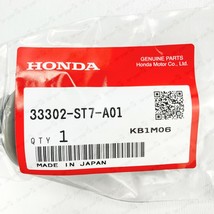 HONDA
GENUINE PARTS
Honda Motor Co., Ltd.
33302-ST7-A01
QTY 1
KB1M06
MADE IN JAPAN